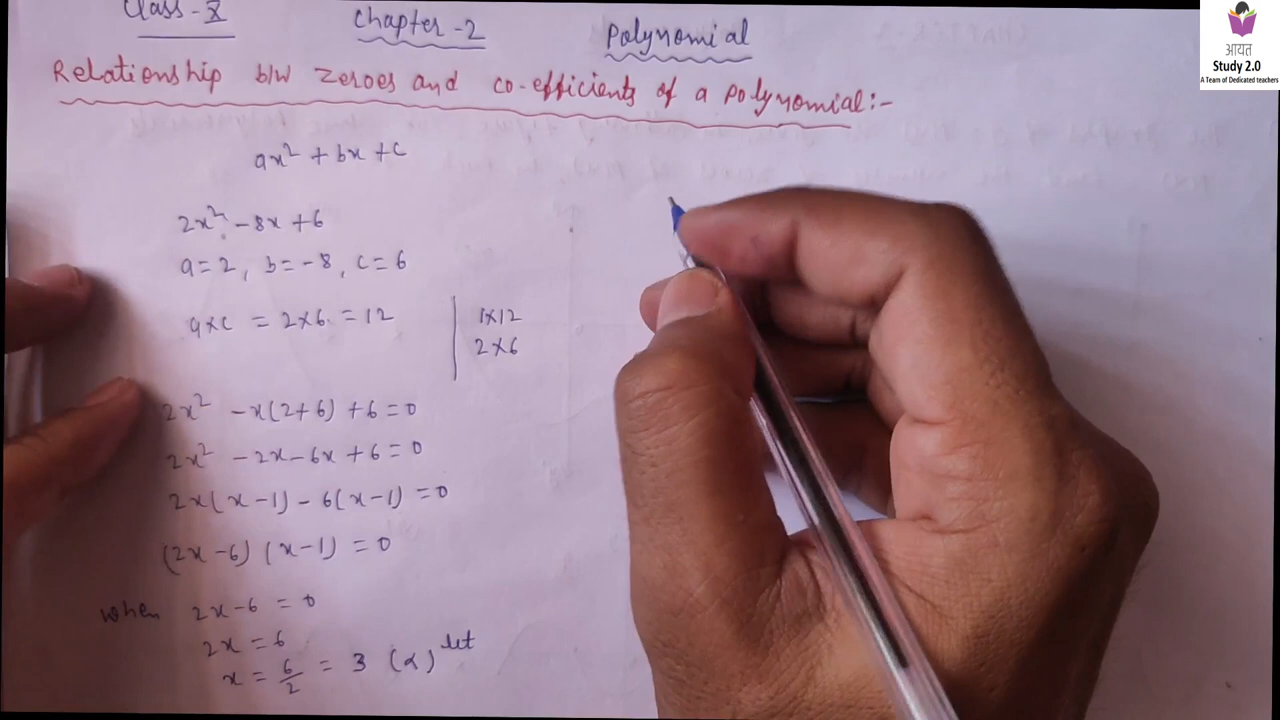 Class-X Chapter-2 Polynomial
Relationship b/w zeroes and co-efficients of a polynomial:-
ax² + bx + c
2x² - 8x + 6
a = 2, b = -8, c = 6
a×c = 2×6 = 12
1×12
2×6
2x² - x(2+6) + 6 = 0
2x² - 2x - 6x + 6 = 0
2x(x-1) - 6(x-1) = 0
(2x-6) (x-1) = 0
when 2x-6 = 0
2x = 6
x = 6/2 = 3 (α) let
आयत
Study 2.0
A Team of Dedicated teachers